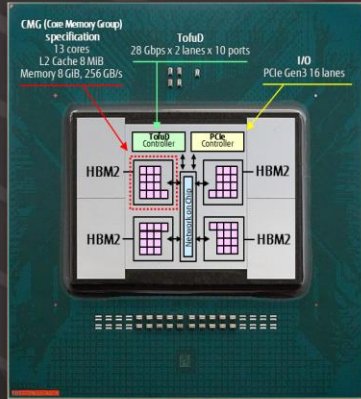 CMG (Core Memory Group)
specification
13 cores
L2 Cache 8 MiB
Memory 8 GiB, 256 GB/s
TofuD
28 Gbps x 2 lanes x 10 ports
I/O
PCIe Gen3 16 lanes
TofuD
Controller
PCIe
Controller
HBM2
HBM2
Network on Chip
HBM2
HBM2